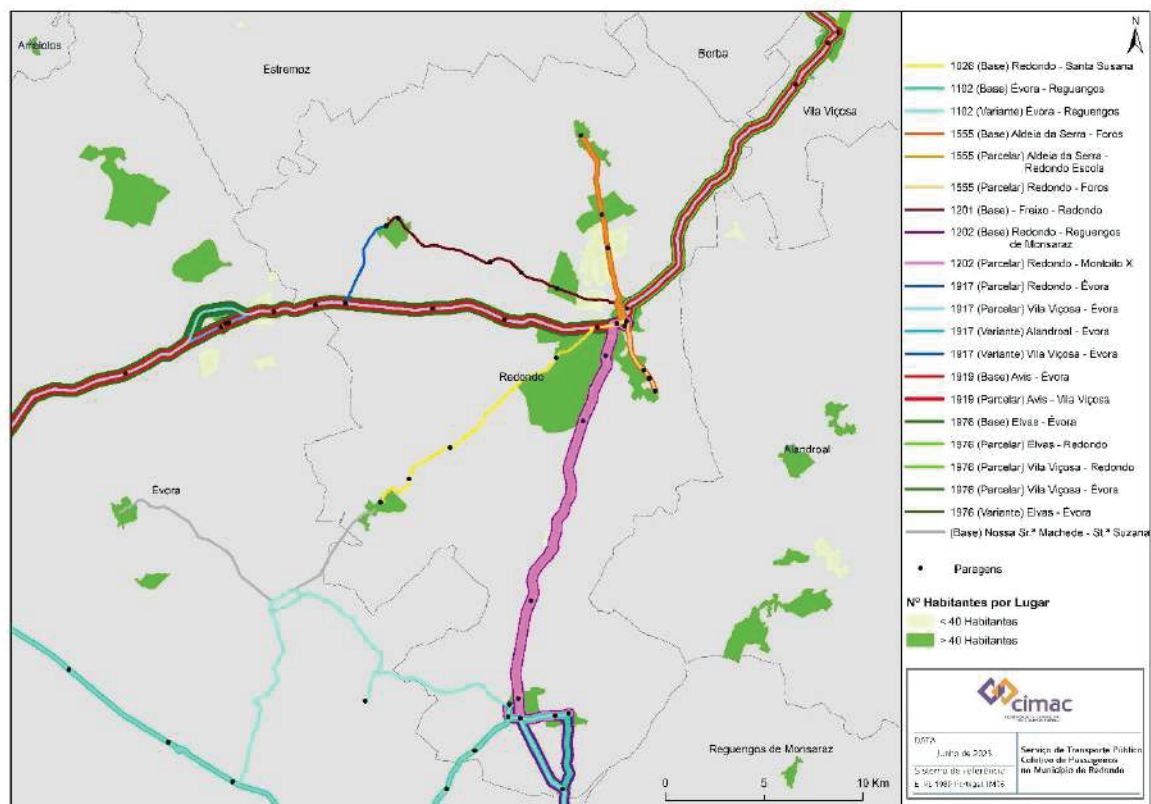 Arraiolos
Estremoz
Borba
Vila Viçosa
Redondo
Alandroal
Évora
Reguengos de Monsaraz
0 5 10 Km
N
1026 (Base) Redondo - Santa Susana
1102 (Base) Évora - Reguengos
1102 (Variante) Évora - Reguengos
1555 (Base) Aldeia da Serra - Foros
1555 (Parcelar) Aldeia da Serra -
Redondo Escola
1555 (Parcelar) Redondo - Foros
1201 (Base) - Freixo - Redondo
1202 (Base) Redondo - Reguengos
de Monsaraz
1202 (Parcelar) Redondo - Montoito X
1917 (Parcelar) Redondo - Évora
1917 (Parcelar) Vila Viçosa - Évora
1917 (Variante) Alandroal - Évora
1917 (Variante) Vila Viçosa - Évora
1919 (Base) Avis - Évora
1919 (Parcelar) Avis - Vila Viçosa
1976 (Base) Elvas - Évora
1976 (Parcelar) Elvas - Redondo
1976 (Parcelar) Vila Viçosa - Redondo
1976 (Parcelar) Vila Viçosa - Évora
1976 (Variante) Elvas - Évora
(Base) Nossa Sr.ª Machede - St.ª Suzana
Paragens
Nº Habitantes por Lugar
< 40 Habitantes
> 40 Habitantes
cimac
DATA
Junho de 2023
Sistema de referência:
Serviço de Transporte Público
Coletivo de Passageiros
no Município de Redondo